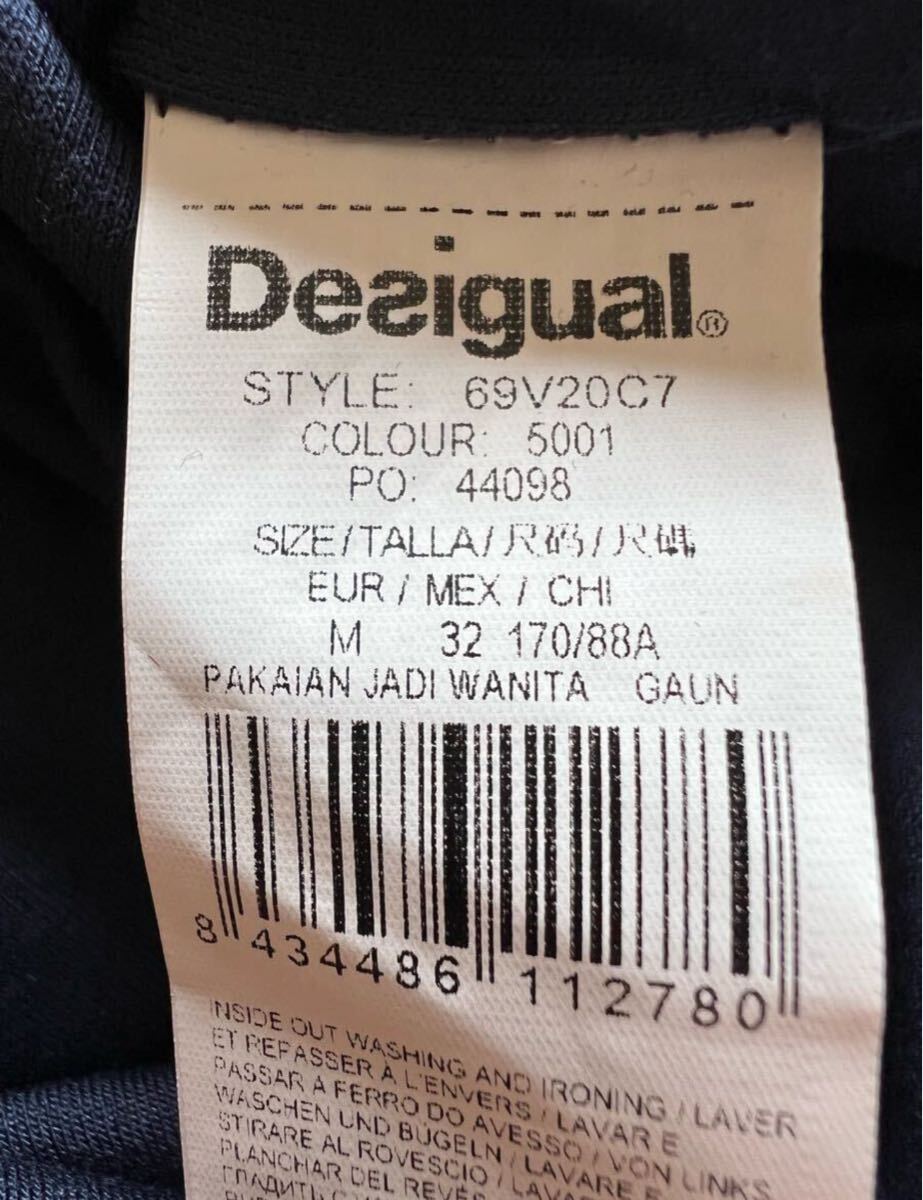 Desigual®
STYLE: 69V20C7
COLOUR: 5001
PO: 44098
SIZE/TALLA/尺码/尺碼
EUR / MEX / CHI
M 32 170/88A
PAKAIAN JADI WANITA GAUN
8 434486 112780
INSIDE OUT WASHING AND IRONING / LAVER
ET REPASSER À L'ENVERS / LAVAR E
PASSAR A FERRO DO AVESSO / VON LINKS
WASCHEN UND BÜGELN / LAVARE E
STIRARE AL ROVESCIO / LAVAR
PLANCHAR DEL REVÉS
ГЛАДИТЬ